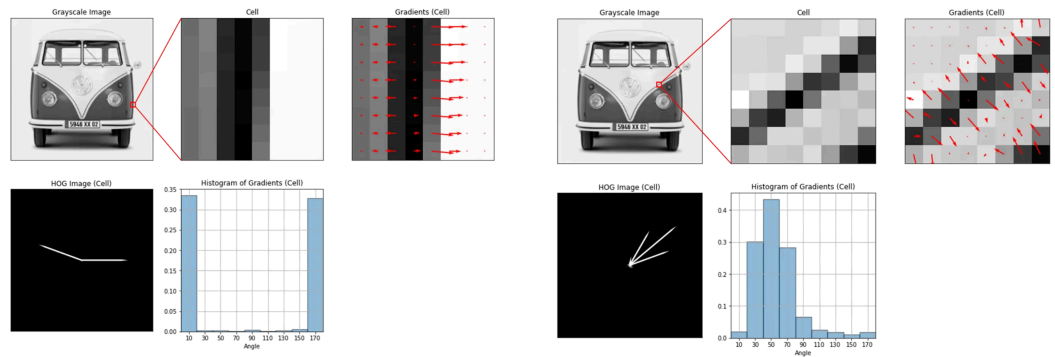 Grayscale Image
Cell
Gradients (Cell)
5948 XX 02
HOG Image (Cell)
Histogram of Gradients (Cell)
0.35
0.30
0.25
0.20
0.15
0.10
0.05
0.00
10 30 50 70 90 110 130 150 170
Angle
Grayscale Image
Cell
Gradients (Cell)
5948 XX 02
HOG Image (Cell)
Histogram of Gradients (Cell)
0.4
0.3
0.2
0.1
0.0
10 30 50 70 90 110 130 150 170
Angle